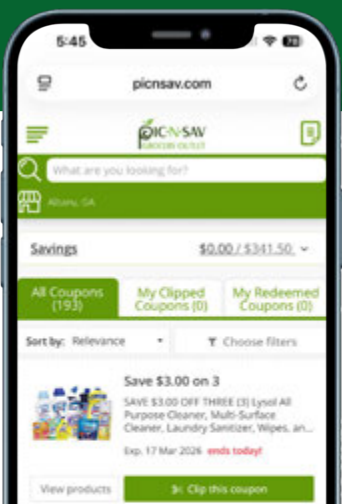 5:45
picnsav.com
PIC-N-SAV
GROCERY OUTLET
What are you looking for?
Albany, GA
Savings $0.00 / $341.50
All Coupons (193)
My Clipped Coupons (0)
My Redeemed Coupons (0)
Sort by: Relevance
Choose filters
Save $3.00 on 3
SAVE $3.00 OFF THREE (3) Lysol All
Purpose Cleaner, Multi-Surface
Cleaner, Laundry Sanitizer, Wipes, an...
Exp. 17 Mar 2026 ends today!
View products
Clip this coupon